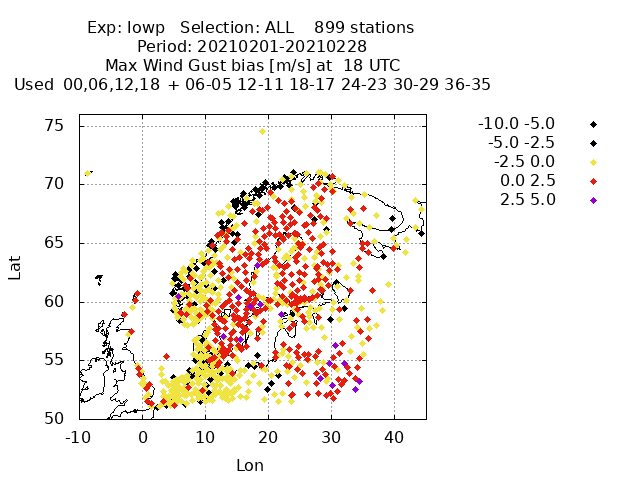 Exp: Iowp   Selection: ALL    899 stations
Period: 20210201-20210228
Max Wind Gust bias [m/s] at  18 UTC
Used  00,06,12,18  + 06-05 12-11 18-17 24-23 30-29 36-35
-10.0 -5.0
-5.0 -2.5
-2.5 0.0
0.0 2.5
2.5 5.0
75
70
65
60
55
50
Lat
-10 0 10 20 30 40
Lon